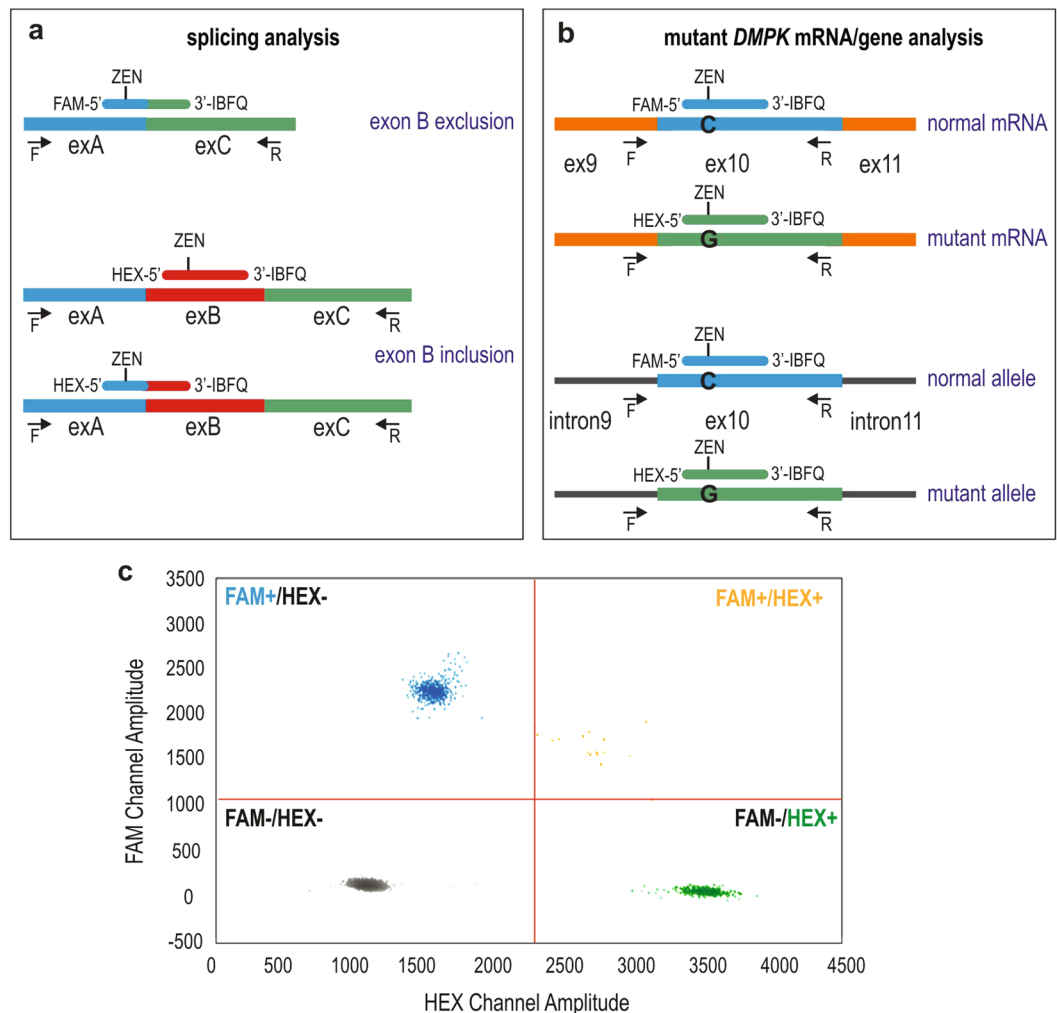 a
splicing analysis
ZEN
FAM-5’ 3’-IBFQ
exon B exclusion
F exA exC R
ZEN
HEX-5’ 3’-IBFQ
F exA exB exC R
exon B inclusion
ZEN
HEX-5’ 3’-IBFQ
F exA exB exC R
b
mutant DMPK mRNA/gene analysis
ZEN
FAM-5’ 3’-IBFQ
C normal mRNA
F R
ex9 ex10 ex11
ZEN
HEX-5’ 3’-IBFQ
G mutant mRNA
F R
ZEN
FAM-5’ 3’-IBFQ
C normal allele
F R
intron9 ex10 intron11
ZEN
HEX-5’ 3’-IBFQ
G mutant allele
F R
c
FAM Channel Amplitude
3500
3000
2500
2000
1500
1000
500
0
-500
FAM+/HEX- FAM+/HEX+
FAM-/HEX- FAM-/HEX+
0 500 1000 1500 2000 2500 3000 3500 4000 4500
HEX Channel Amplitude